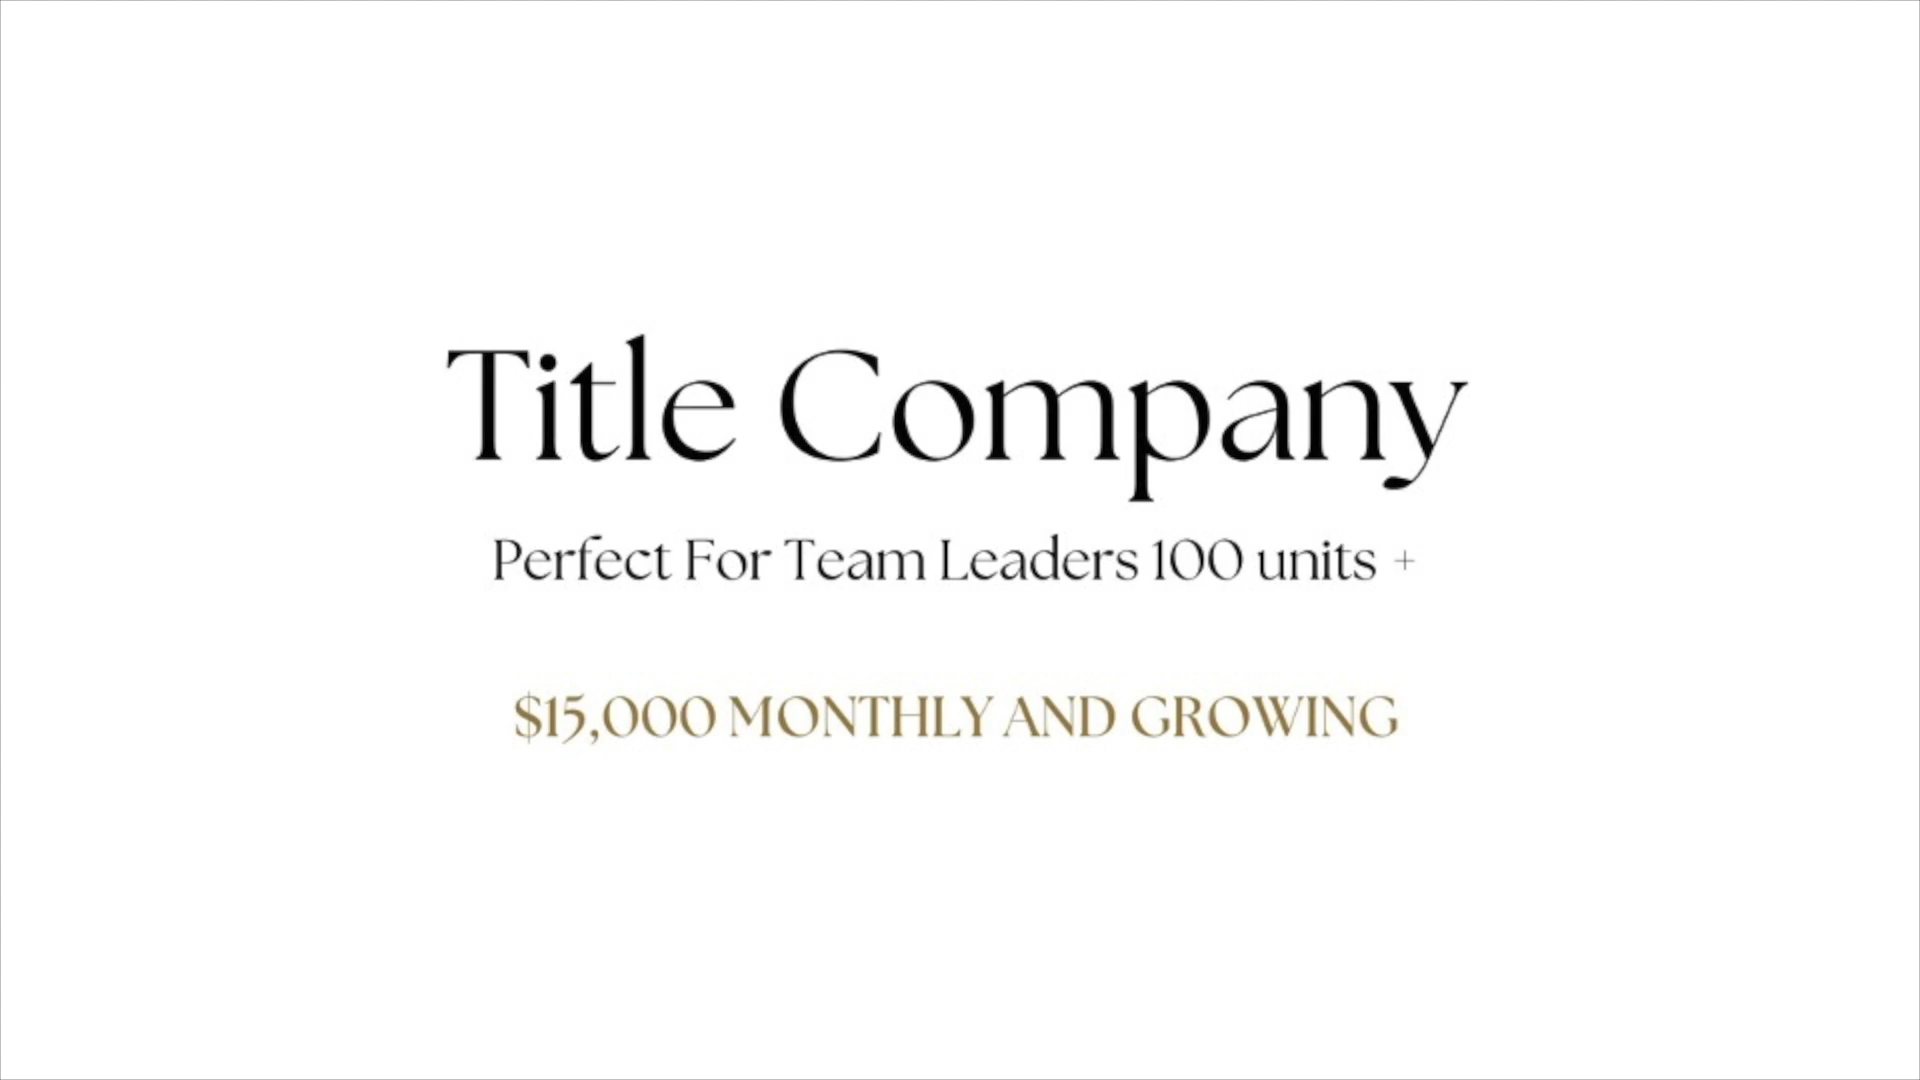 Title Company
Perfect For Team Leaders 100 units +
$15,000 MONTHLY AND GROWING